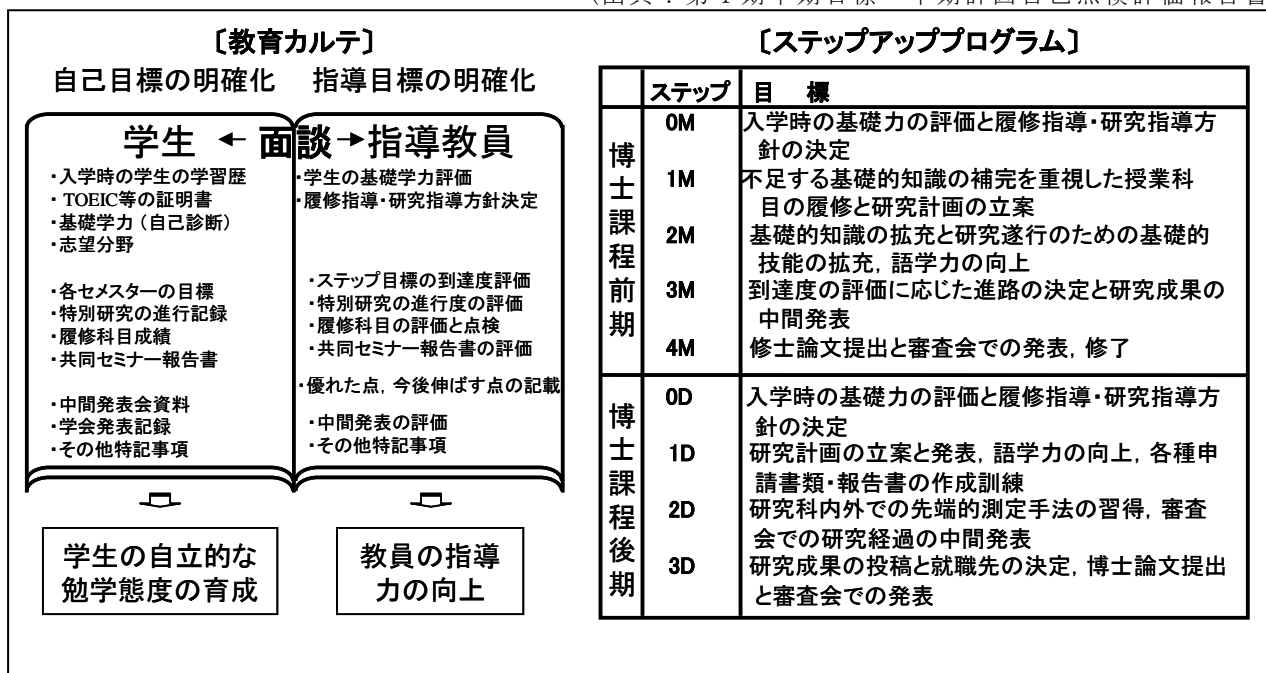 〔教育カルテ〕
自己目標の明確化　指導目標の明確化
学生 ← 面談→指導教員
・入学時の学生の学習歴
・TOEIC等の証明書
・基礎学力（自己診断）
・志望分野
・各セメスターの目標
・特別研究の進行記録
・履修科目成績
・共同セミナー報告書
・中間発表会資料
・学会発表記録
・その他特記事項
・学生の基礎学力評価
・履修指導・研究指導方針決定
・ステップ目標の到達度評価
・特別研究の進行度の評価
・履修科目の評価と点検
・共同セミナー報告書の評価
・優れた点，今後伸ばす点の記載
・中間発表の評価
・その他特記事項
学生の自立的な
勉学態度の育成
教員の指導
力の向上
〔ステップアッププログラム〕
ステップ 目　標
博士課程前期
0M 入学時の基礎力の評価と履修指導・研究指導方
針の決定
1M 不足する基礎的知識の補完を重視した授業科
目の履修と研究計画の立案
2M 基礎的知識の拡充と研究遂行のための基礎的
技能の拡充，語学力の向上
3M 到達度の評価に応じた進路の決定と研究成果の
中間発表
4M 修士論文提出と審査会での発表，修了
博士課程後期
0D 入学時の基礎力の評価と履修指導・研究指導方
針の決定
1D 研究計画の立案と発表，語学力の向上，各種申
請書類・報告書の作成訓練
2D 研究科内外での先端的測定手法の習得，審査
会での研究経過の中間発表
3D 研究成果の投稿と就職先の決定，博士論文提出
と審査会での発表